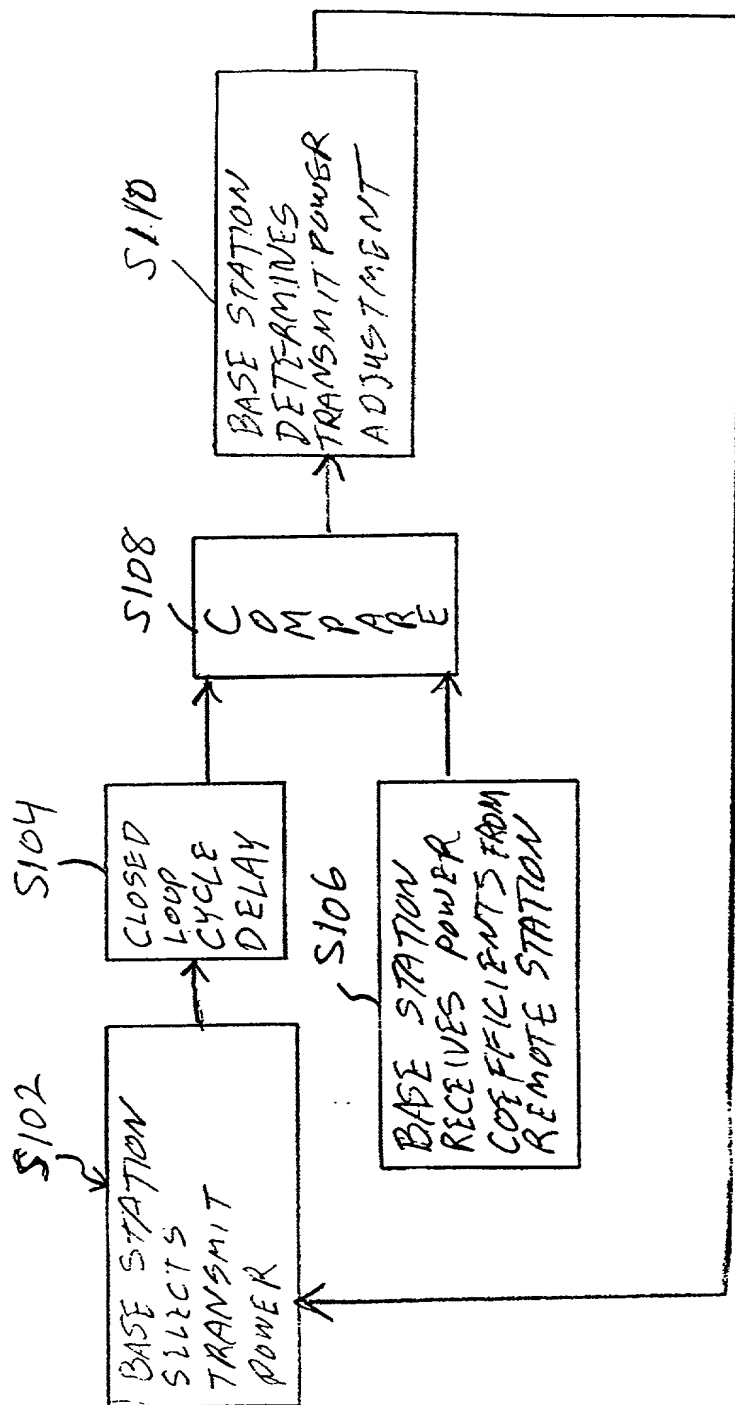 S102
BASE STATION
SELECTS
TRANSMIT
POWER
S104
CLOSED
LOOP
CYCLE
DELAY
S106
BASE STATION
RECEIVES POWER
COEFFICIENTS FROM
REMOTE STATION
S108
COMPARE
S110
BASE STATION
DETERMINES
TRANSMIT POWER
ADJUSTMENT